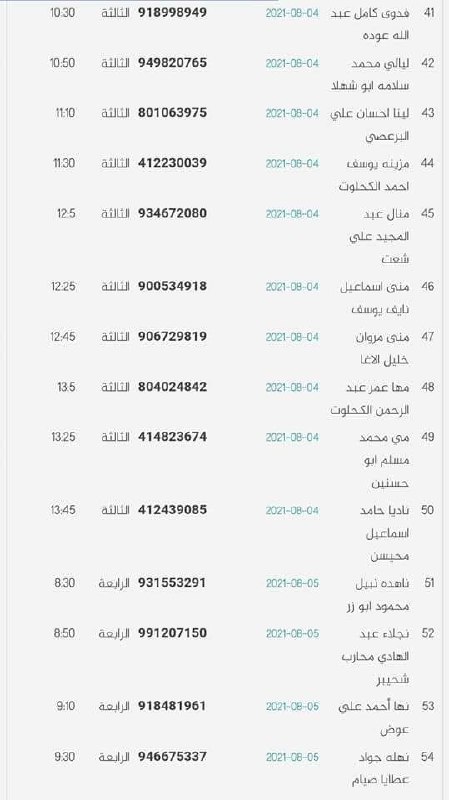 41 فدوى كامل عبد 2021-08-04 918998949 الثالثة 10:30
الله عوده
42 ليالي محمد 2021-08-04 949820765 الثالثة 10:50
سلامه ابو شهلا
43 لينا احسان علي 2021-08-04 801063975 الثالثة 11:10
البرعصي
44 مزينه يوسف 2021-08-04 412230039 الثالثة 11:30
احمد الكحلوت
45 منال عبد 2021-08-04 934672080 الثالثة 12:5
المجيد علي
شعت
46 منى اسماعيل 2021-08-04 900534918 الثالثة 12:25
نايف يوسف
47 منى مروان 2021-08-04 906729819 الثالثة 12:45
خليل الاغا
48 مها عمر عبد 2021-08-04 804024842 الثالثة 13:5
الرحمن الكحلوت
49 مي محمد 2021-08-04 414823674 الثالثة 13:25
مسلم ابو
حسنين
50 ناديا حامد 2021-08-04 412439085 الثالثة 13:45
اسماعيل
محيسن
51 ناهده نبيل 2021-08-05 931553291 الرابعة 8:30
محمود ابو زر
52 نجلاء عبد 2021-08-05 991207150 الرابعة 8:50
الهادي محارب
شحيبر
53 نها أحمد علي 2021-08-05 918481961 الرابعة 9:10
عوض
54 نهله جواد 2021-08-05 946675337 الرابعة 9:30
عطايا صيام